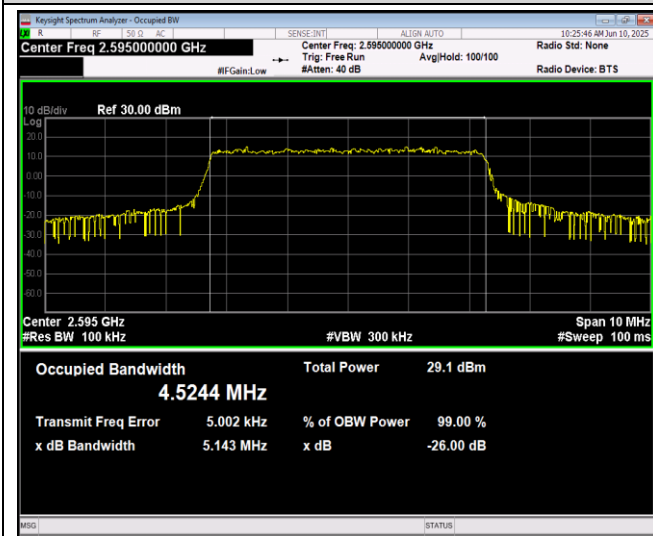 Keysight Spectrum Analyzer - Occupied BW
R RF 50 Ω AC SENSE:INT ALIGN AUTO 10:25:46 AM Jun 10, 2025
Center Freq 2.595000000 GHz Center Freq: 2.595000000 GHz Radio Std: None
Trig: Free Run Avg|Hold: 100/100
#IFGain:Low #Atten: 40 dB Radio Device: BTS
10 dB/div Ref 30.00 dBm
Log
20.0
10.0
0.00
-10.0
-20.0
-30.0
-40.0
-50.0
-60.0
Center 2.595 GHz Span 10 MHz
#Res BW 100 kHz #VBW 300 kHz #Sweep 100 ms
Occupied Bandwidth Total Power 29.1 dBm
4.5244 MHz
Transmit Freq Error 5.002 kHz % of OBW Power 99.00 %
x dB Bandwidth 5.143 MHz x dB -26.00 dB
MSG STATUS